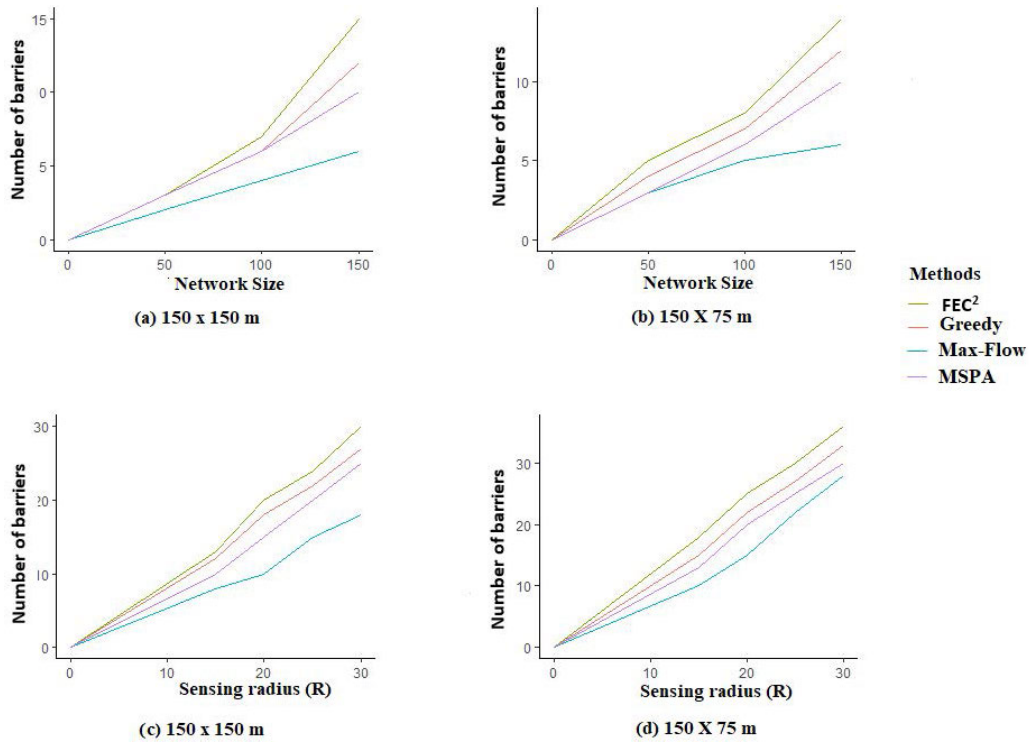 Number of barriers
15
0
5
0
0 50 100 150
Network Size
(a) 150 x 150 m
Number of barriers
10
5
0
0 50 100 150
Network Size
(b) 150 X 75 m
Methods
FEC²
Greedy
Max-Flow
MSPA
Number of barriers
30
20
10
0
0 10 20 30
Sensing radius (R)
(c) 150 x 150 m
Number of barriers
30
20
10
0
0 10 20 30
Sensing radius (R)
(d) 150 X 75 m